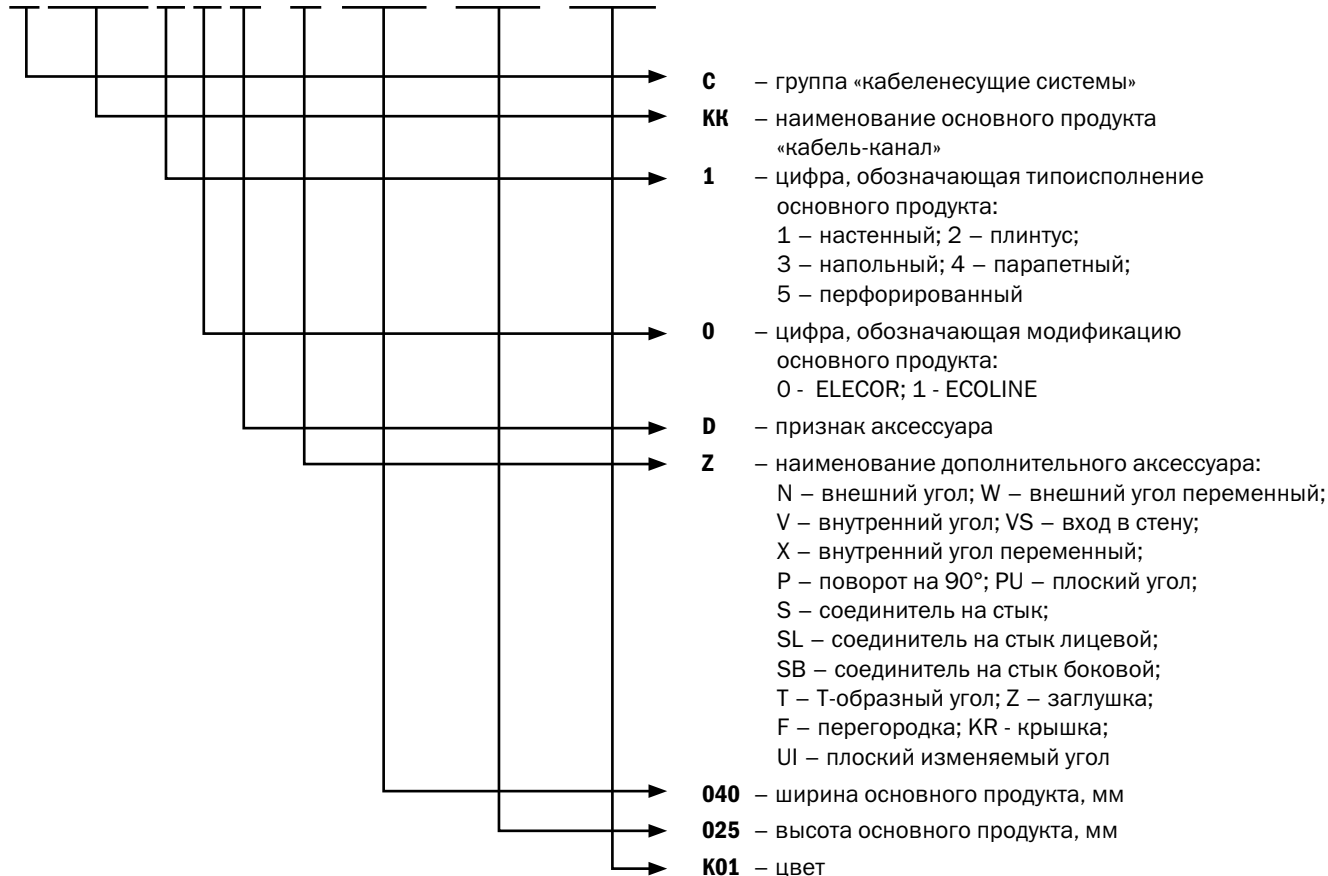 C – группа «кабеленесущие системы»
КК – наименование основного продукта
«кабель-канал»
1 – цифра, обозначающая типоисполнение
основного продукта:
1 – настенный; 2 – плинтус;
3 – напольный; 4 – парапетный;
5 – перфорированный
0 – цифра, обозначающая модификацию
основного продукта:
0 - ELECOR; 1 - ECOLINE
D – признак аксессуара
Z – наименование дополнительного аксессуара:
N – внешний угол; W – внешний угол переменный;
V – внутренний угол; VS – вход в стену;
X – внутренний угол переменный;
P – поворот на 90°; PU – плоский угол;
S – соединитель на стык;
SL – соединитель на стык лицевой;
SB – соединитель на стык боковой;
T – Т-образный угол; Z – заглушка;
F – перегородка; KR - крышка;
UI – плоский изменяемый угол
040 – ширина основного продукта, мм
025 – высота основного продукта, мм
K01 – цвет